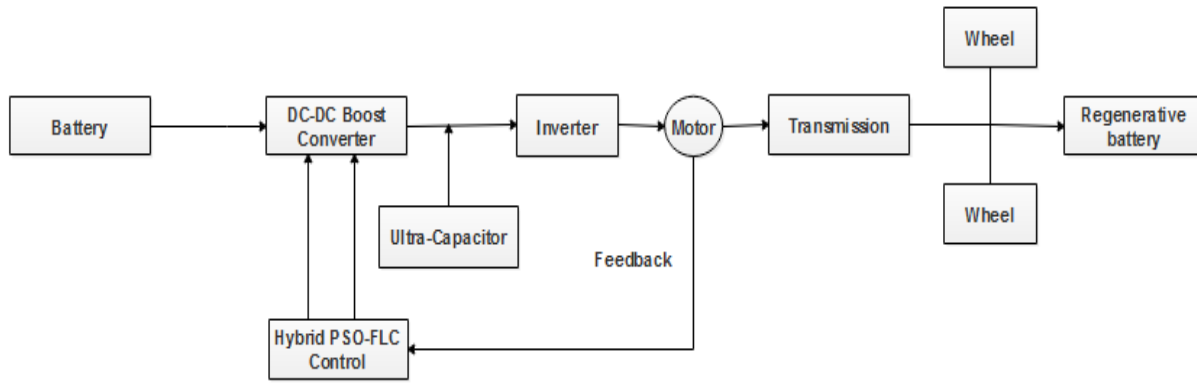 Wheel
Battery
DC-DC Boost
Converter
Inverter
Motor
Transmission
Regenerative
battery
Ultra-Capacitor
Wheel
Feedback
Hybrid PSO-FLC
Control